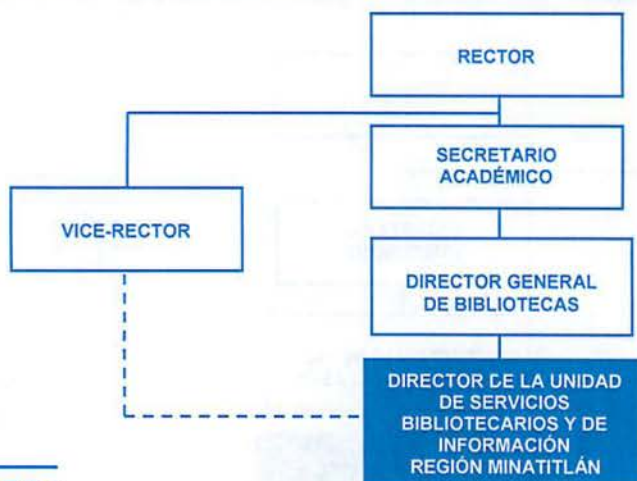 RECTOR
SECRETARIO
ACADÉMICO
VICE-RECTOR
DIRECTOR GENERAL
DE BIBLIOTECAS
DIRECTOR DE LA UNIDAD
DE SERVICIOS
BIBLIOTECARIOS Y DE
INFORMACIÓN
REGIÓN MINATITLÁN